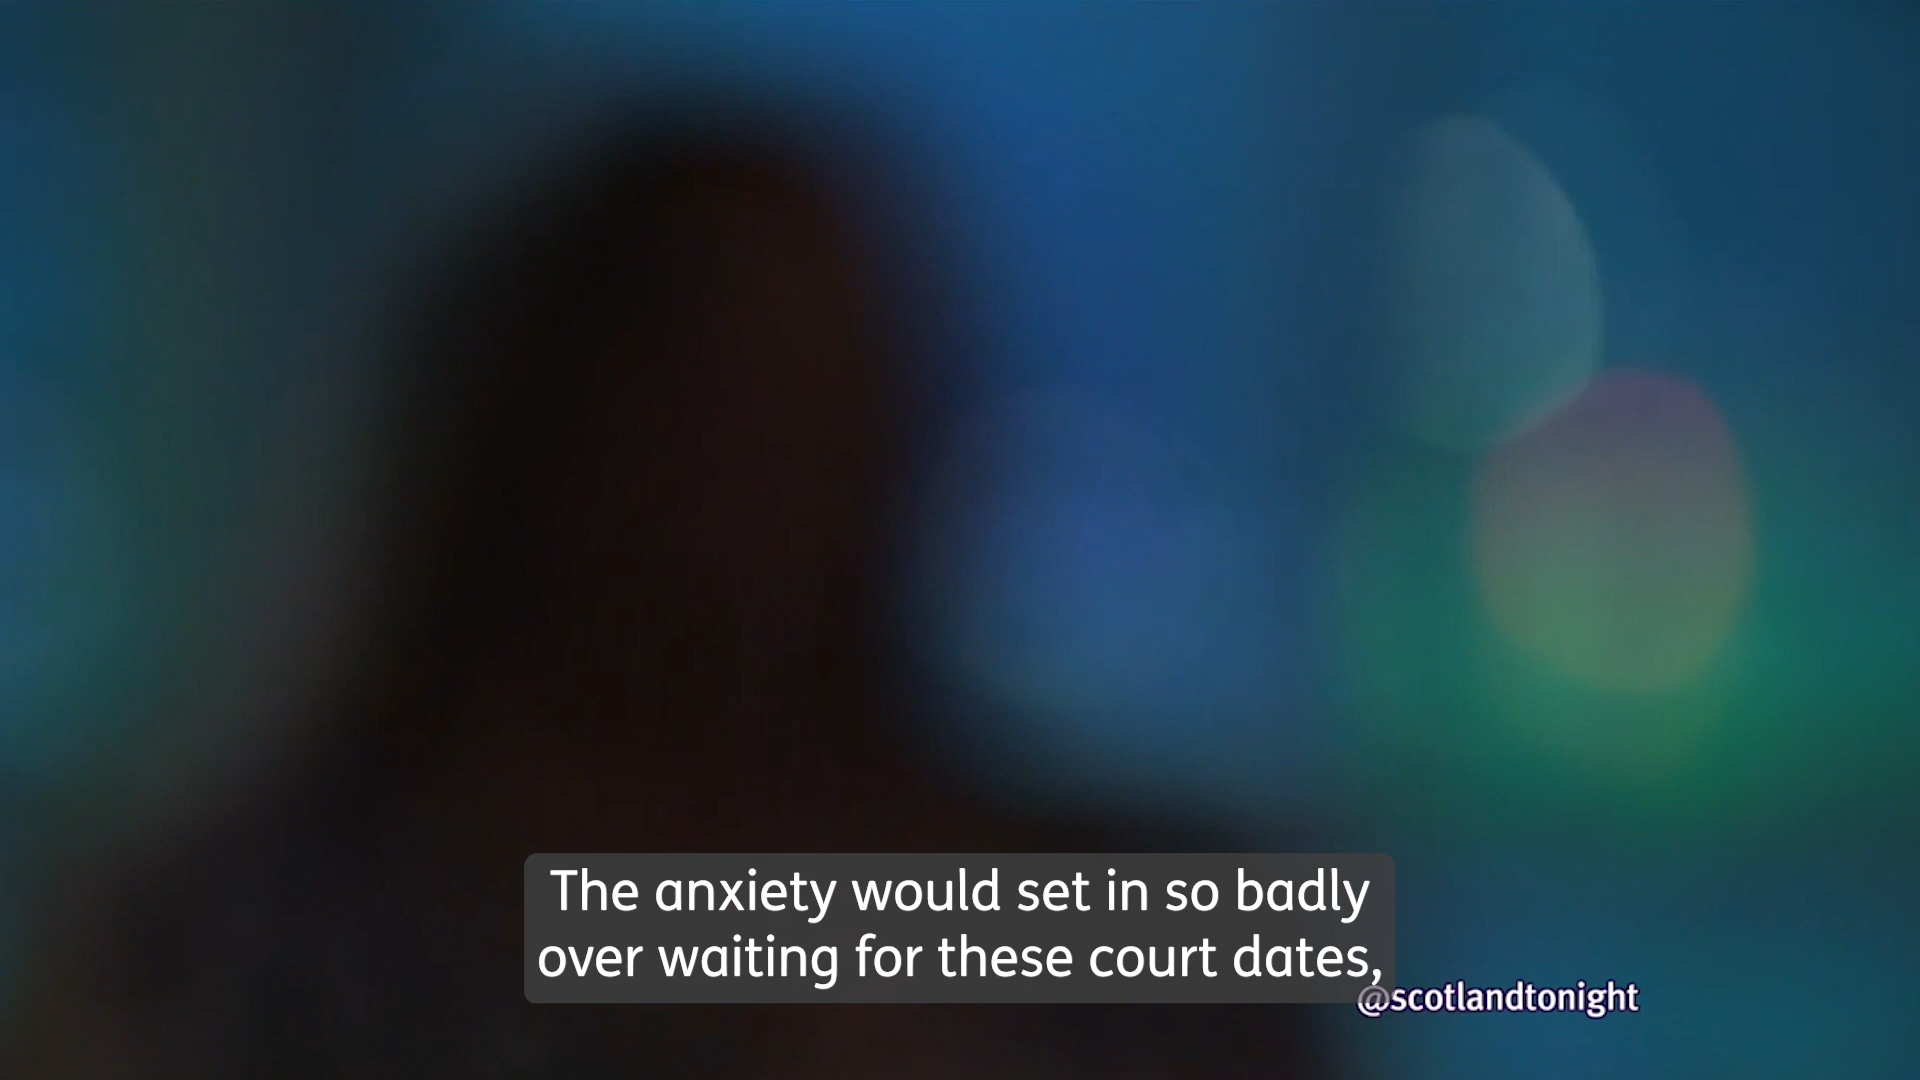 The anxiety would set in so badly
over waiting for these court dates,
@scotlandtonight